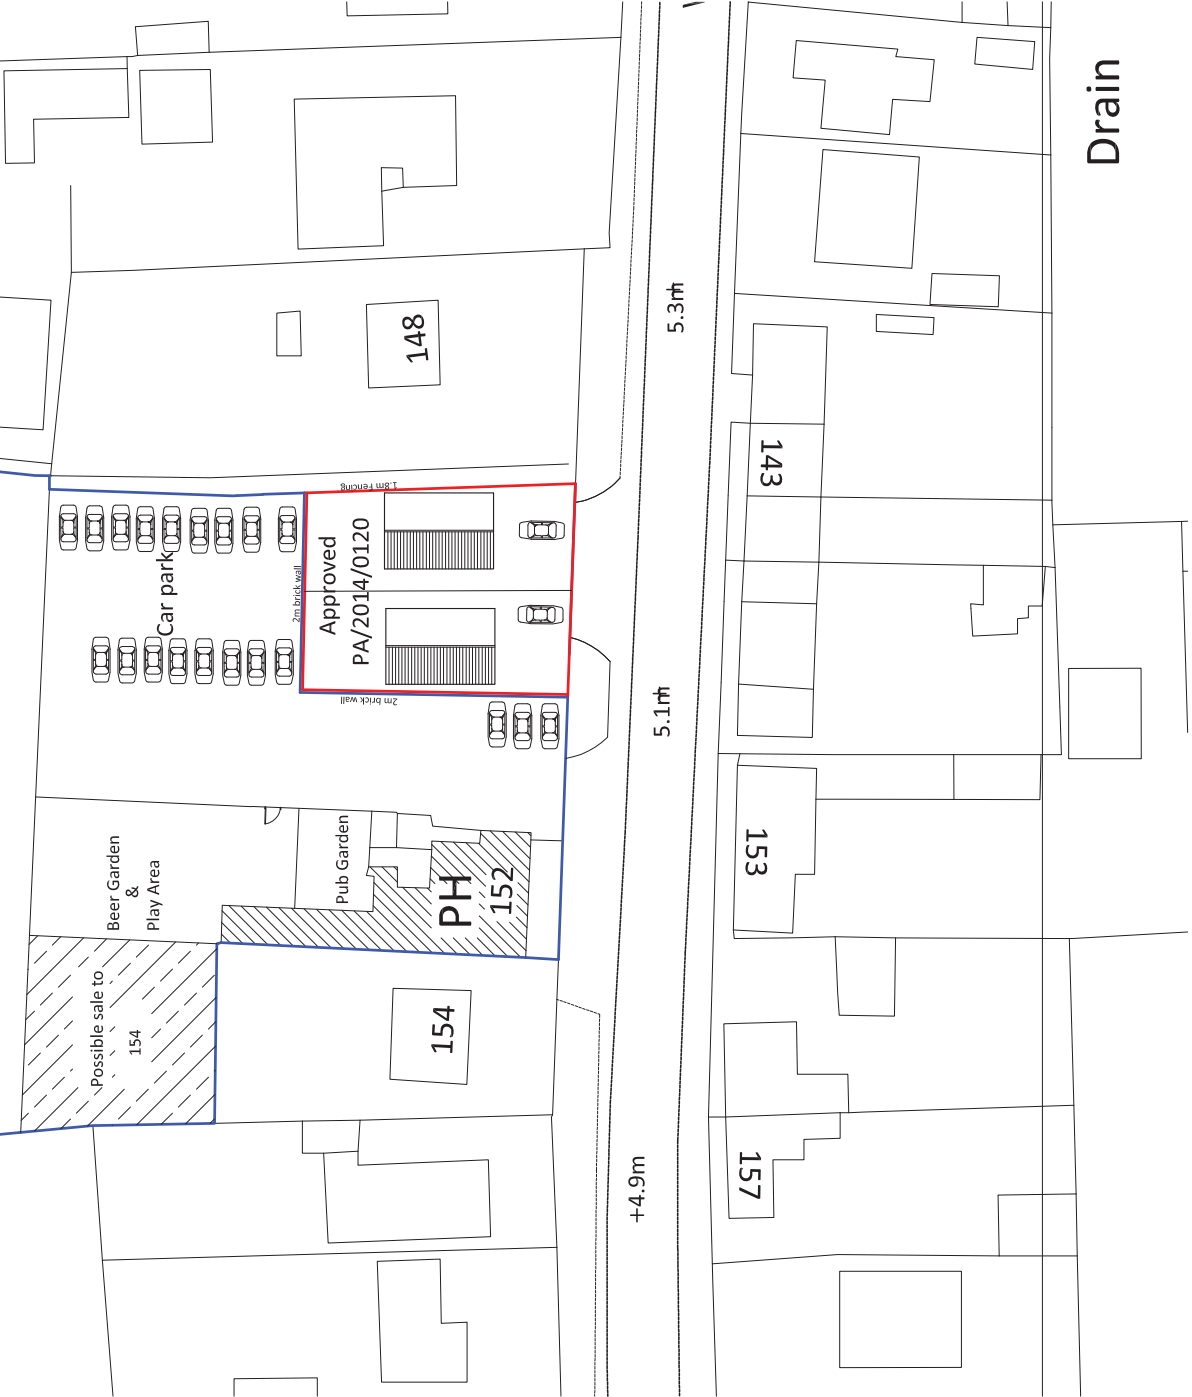 Drain
148
5.3m
143
1.8m Fencing
Approved
PA/2014/0120
2m brick wall
Car park
2m brick wall
5.1m
Beer Garden
&
Play Area
Pub Garden
PH
152
153
Possible sale to
154
154
+4.9m
157